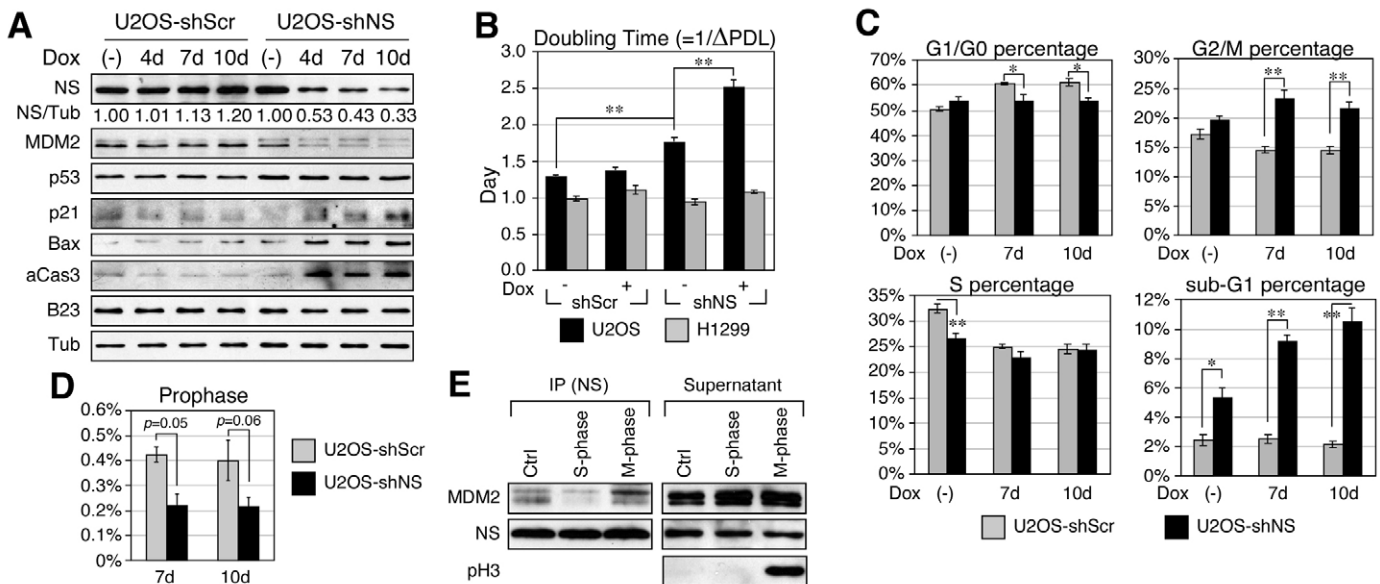 A
U2OS-shScr U2OS-shNS
Dox (-) 4d 7d 10d (-) 4d 7d 10d
NS
NS/Tub 1.00 1.01 1.13 1.20 1.00 0.53 0.43 0.33
MDM2
p53
p21
Bax
aCas3
B23
Tub
B
Doubling Time (=1/ΔPDL)
3.0
2.5
2.0
1.5
1.0
0.5
0.0
Day
**
**
Dox - + - +
shScr shNS
U2OS H1299
C
G1/G0 percentage
70%
60%
50%
40%
30%
20%
10%
0%
* *
Dox (-) 7d 10d
G2/M percentage
30%
25%
20%
15%
10%
5%
0%
** **
Dox (-) 7d 10d
S percentage
35%
30%
25%
20%
15%
10%
5%
0%
**
Dox (-) 7d 10d
sub-G1 percentage
12%
10%
8%
6%
4%
2%
0%
* ** **
Dox (-) 7d 10d
U2OS-shScr U2OS-shNS
D
Prophase
0.6%
0.5%
0.4%
0.3%
0.2%
0.1%
0%
p=0.05 p=0.06
7d 10d
U2OS-shScr
U2OS-shNS
E
IP (NS) Supernatant
Ctrl S-phase M-phase Ctrl S-phase M-phase
MDM2
NS
pH3